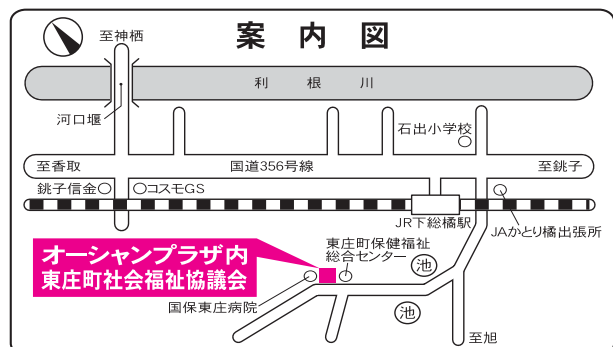 案内図
至神栖
利根川
河口堰
石出小学校
至香取
国道356号線
至銚子
銚子信金
コスモGS
JR下総橘駅
JAかとり橘出張所
オーシャンプラザ内
東庄町社会福祉協議会
東庄町保健福祉
総合センター
池
国保東庄病院
池
至旭